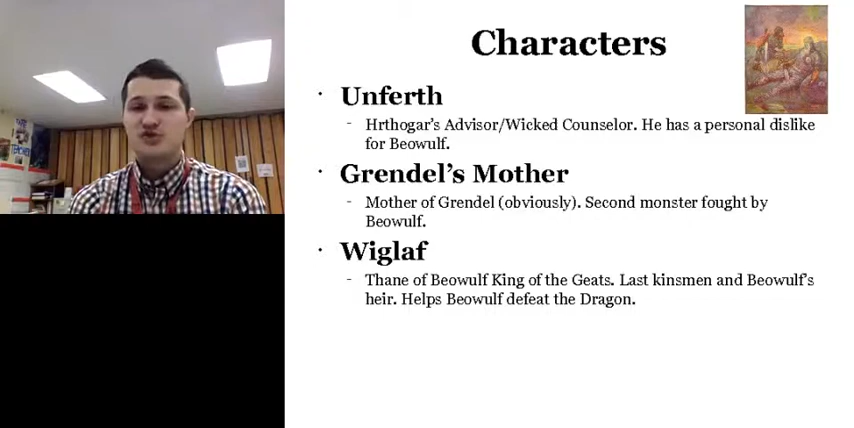 Characters
· Unferth
- Hrthogar's Advisor/Wicked Counselor. He has a personal dislike
for Beowulf.
· Grendel's Mother
- Mother of Grendel (obviously). Second monster fought by
Beowulf.
· Wiglaf
- Thane of Beowulf King of the Geats. Last kinsmen and Beowulf's
heir. Helps Beowulf defeat the Dragon.